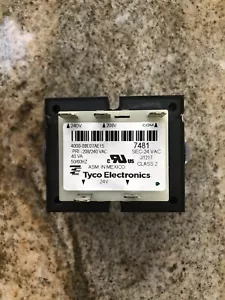 240V 208V COM
4000-09E07AE15 7481
PRI.-208/240 VAC SEC-24 VAC
40 VA
50/60HZ CLASS 2
ASM. IN MEXICO
Tyco Electronics
24V